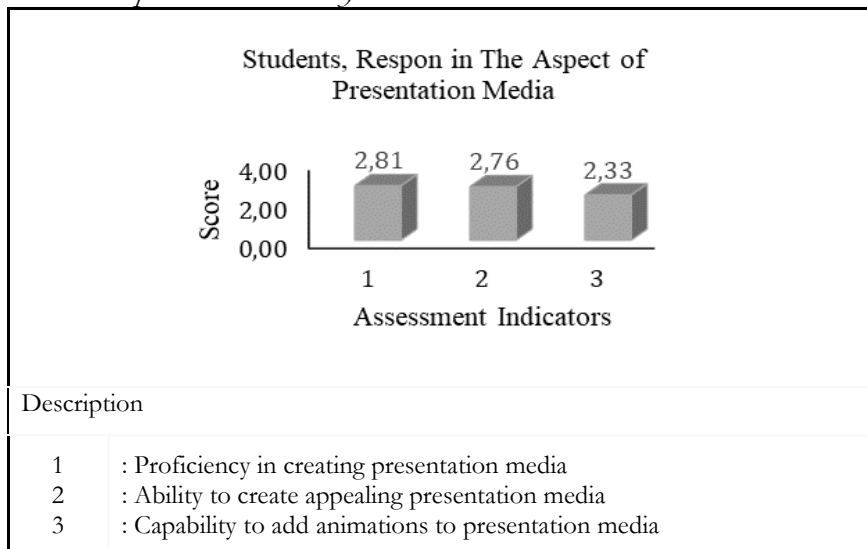 Students, Respon in The Aspect of
Presentation Media
2,81
2,76
2,33
4,00
2,00
0,00
Score
1 2 3
Assessment Indicators
Description
1 : Proficiency in creating presentation media
2 : Ability to create appealing presentation media
3 : Capability to add animations to presentation media